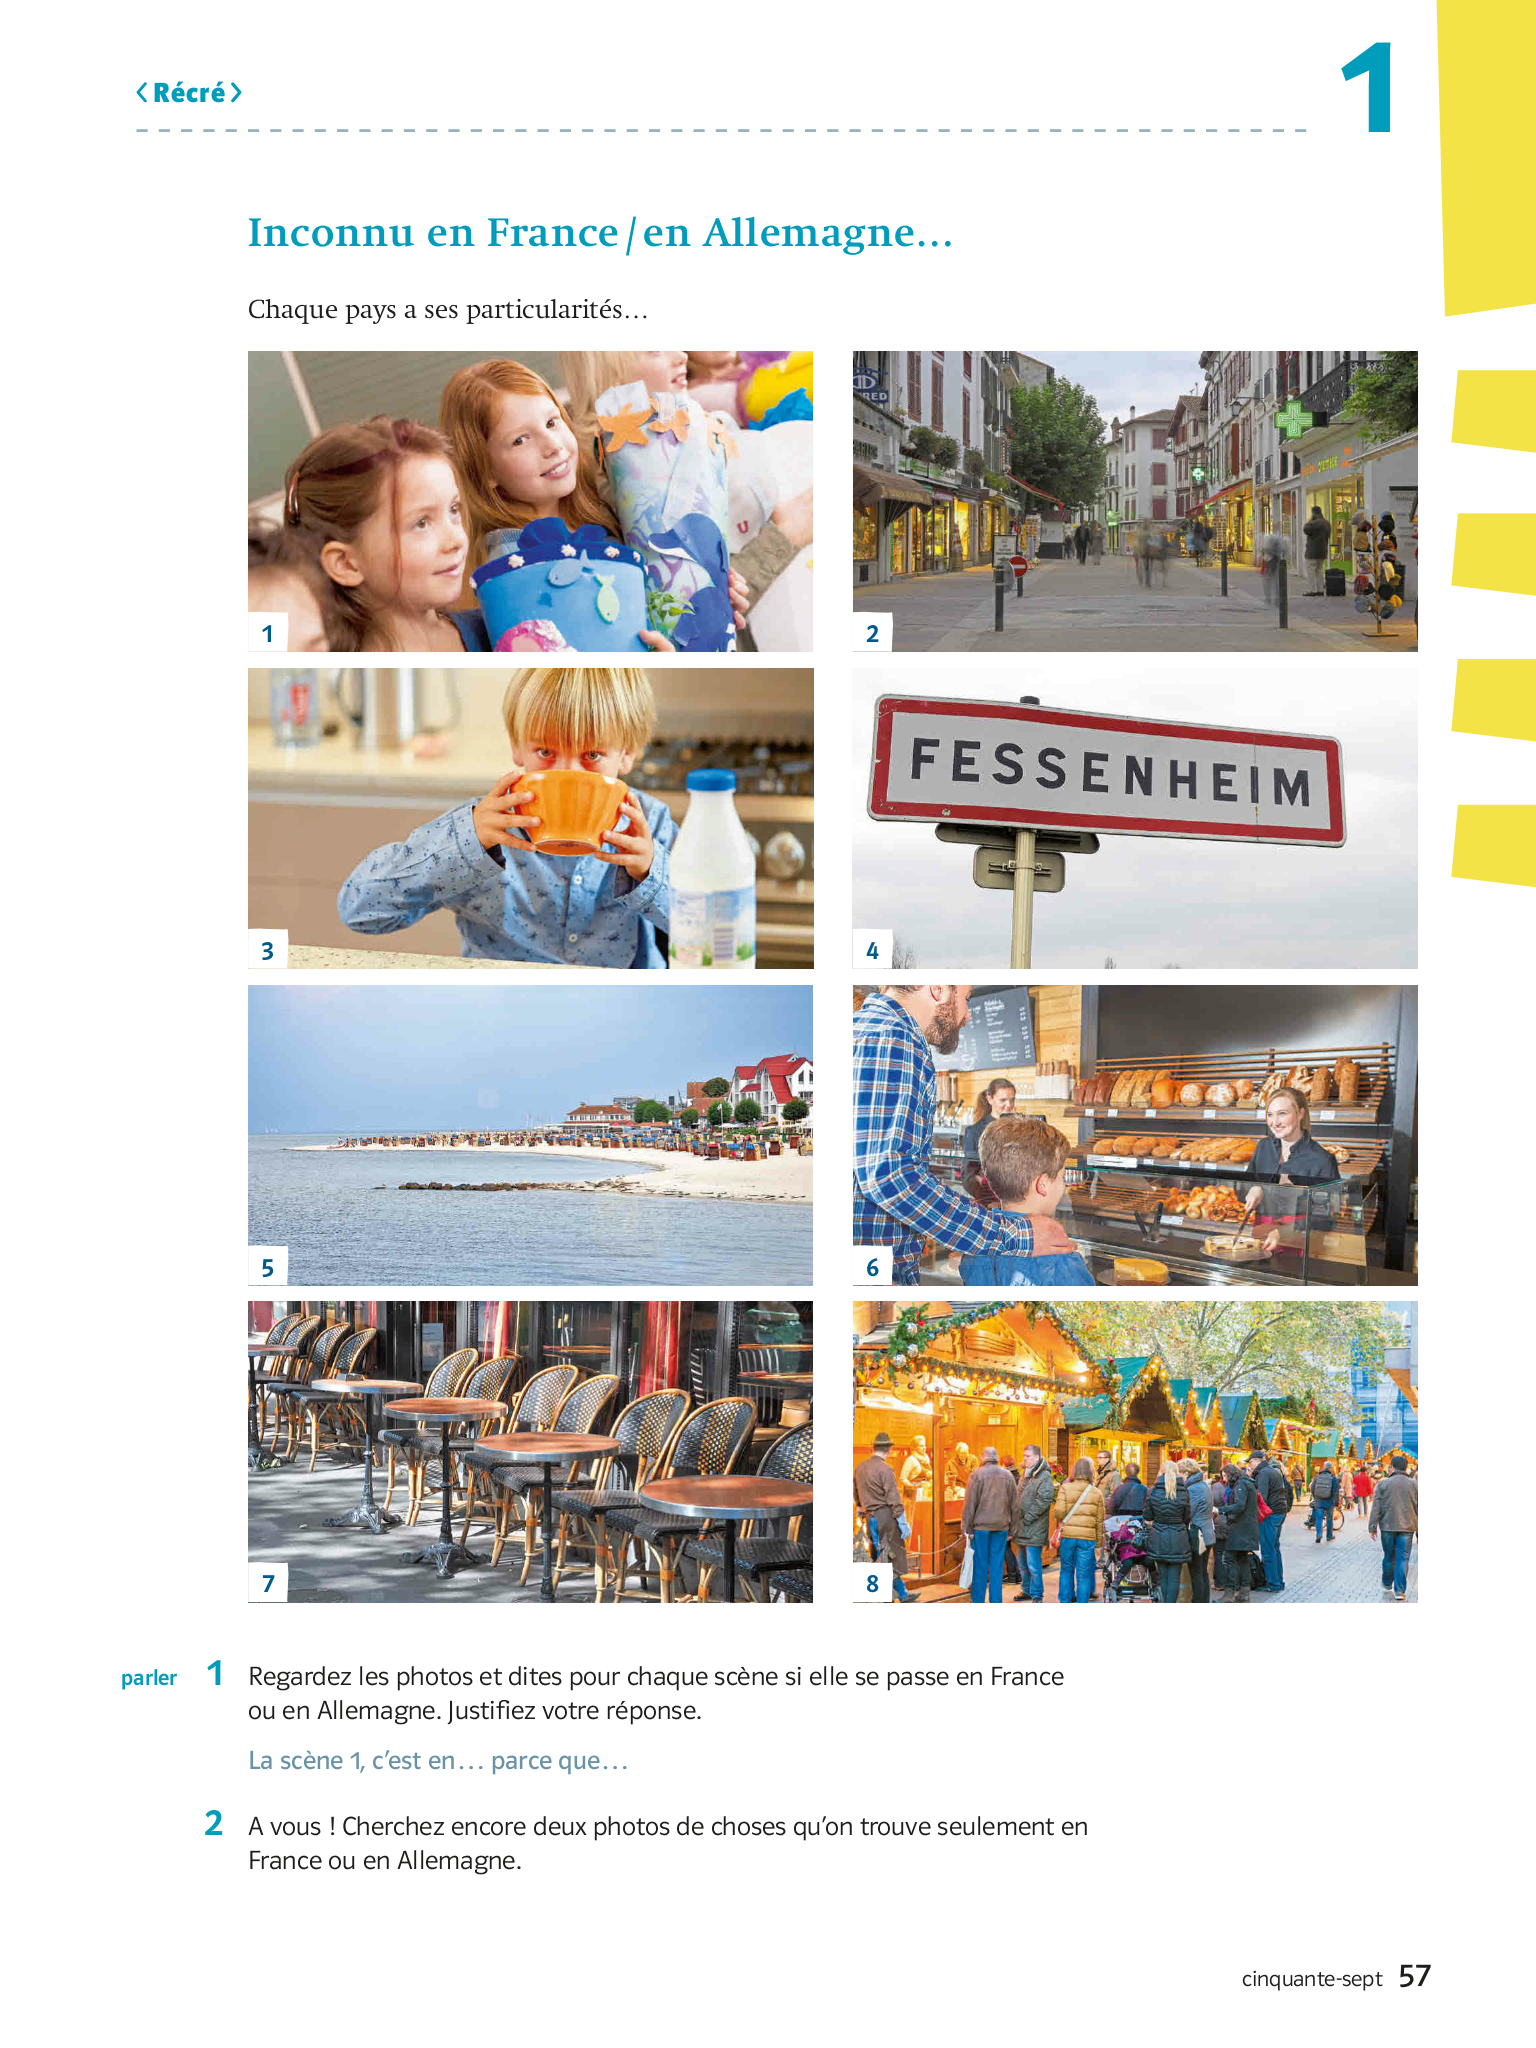 ‹ Récré ›
1
Inconnu en France / en Allemagne…
Chaque pays a ses particularités…
RED
U
1
2
3
FESSENHEIM
4
5
6
7
8
parler 1 Regardez les photos et dites pour chaque scène si elle se passe en France
ou en Allemagne. Justifiez votre réponse.
La scène 1, c’est en… parce que…
2 A vous ! Cherchez encore deux photos de choses qu’on trouve seulement en
France ou en Allemagne.
cinquante-sept 57